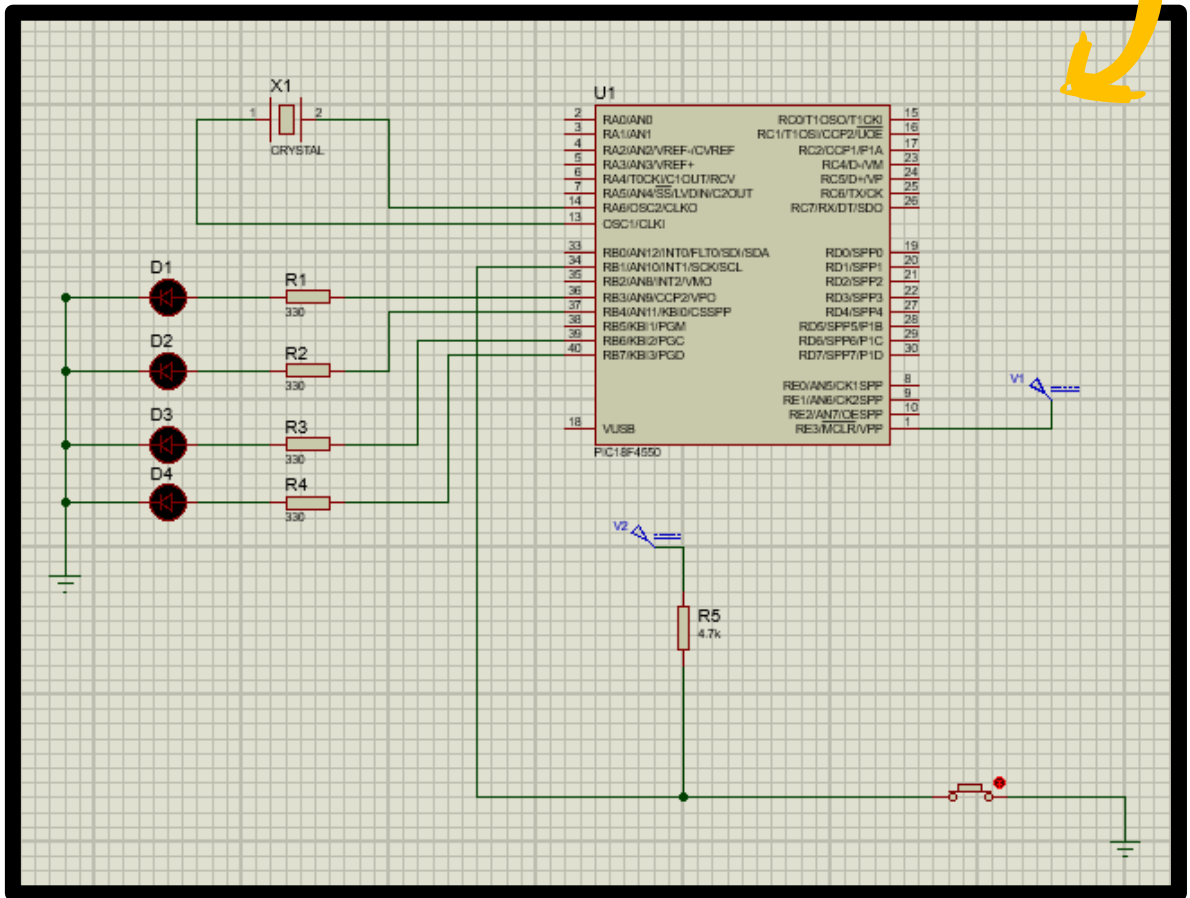 X1
1
2
CRYSTAL
U1
2 RA0/AN0
3 RA1/AN1
4 RA2/AN2/VREF-/CVREF
5 RA3/AN3/VREF+
6 RA4/T0CKI/C1OUT/RCV
7 RA5/AN4/SS/LVDIN/C2OUT
14 RA6/OSC2/CLKO
13 OSC1/CLKI
33 RB0/AN12/INT0/FLT0/SDI/SDA
34 RB1/AN10/INT1/SCK/SCL
35 RB2/AN8/INT2/VMO
36 RB3/AN9/CCP2/VPO
37 RB4/AN11/KBI0/CSSPP
38 RB5/KBI1/PGM
39 RB6/KBI2/PGC
40 RB7/KBI3/PGD
18 VUSB
RC0/T1OSO/T1CKI 15
RC1/T1OSI/CCP2/UOE 16
RC2/CCP1/P1A 17
RC4/D-/VM 23
RC5/D+/VP 24
RC6/TX/CK 25
RC7/RX/DT/SDO 26
RD0/SPP0 19
RD1/SPP1 20
RD2/SPP2 21
RD3/SPP3 22
RD4/SPP4 27
RD5/SPP5/P1B 28
RD6/SPP6/P1C 29
RD7/SPP7/P1D 30
RE0/AN5/CK1SPP 8
RE1/AN6/CK2SPP 9
RE2/AN7/OESPP 10
RE3/MCLR/VPP 1
PIC18F4550
D1
R1
330
D2
R2
330
D3
R3
330
D4
R4
330
V1
V2
R5
4.7k